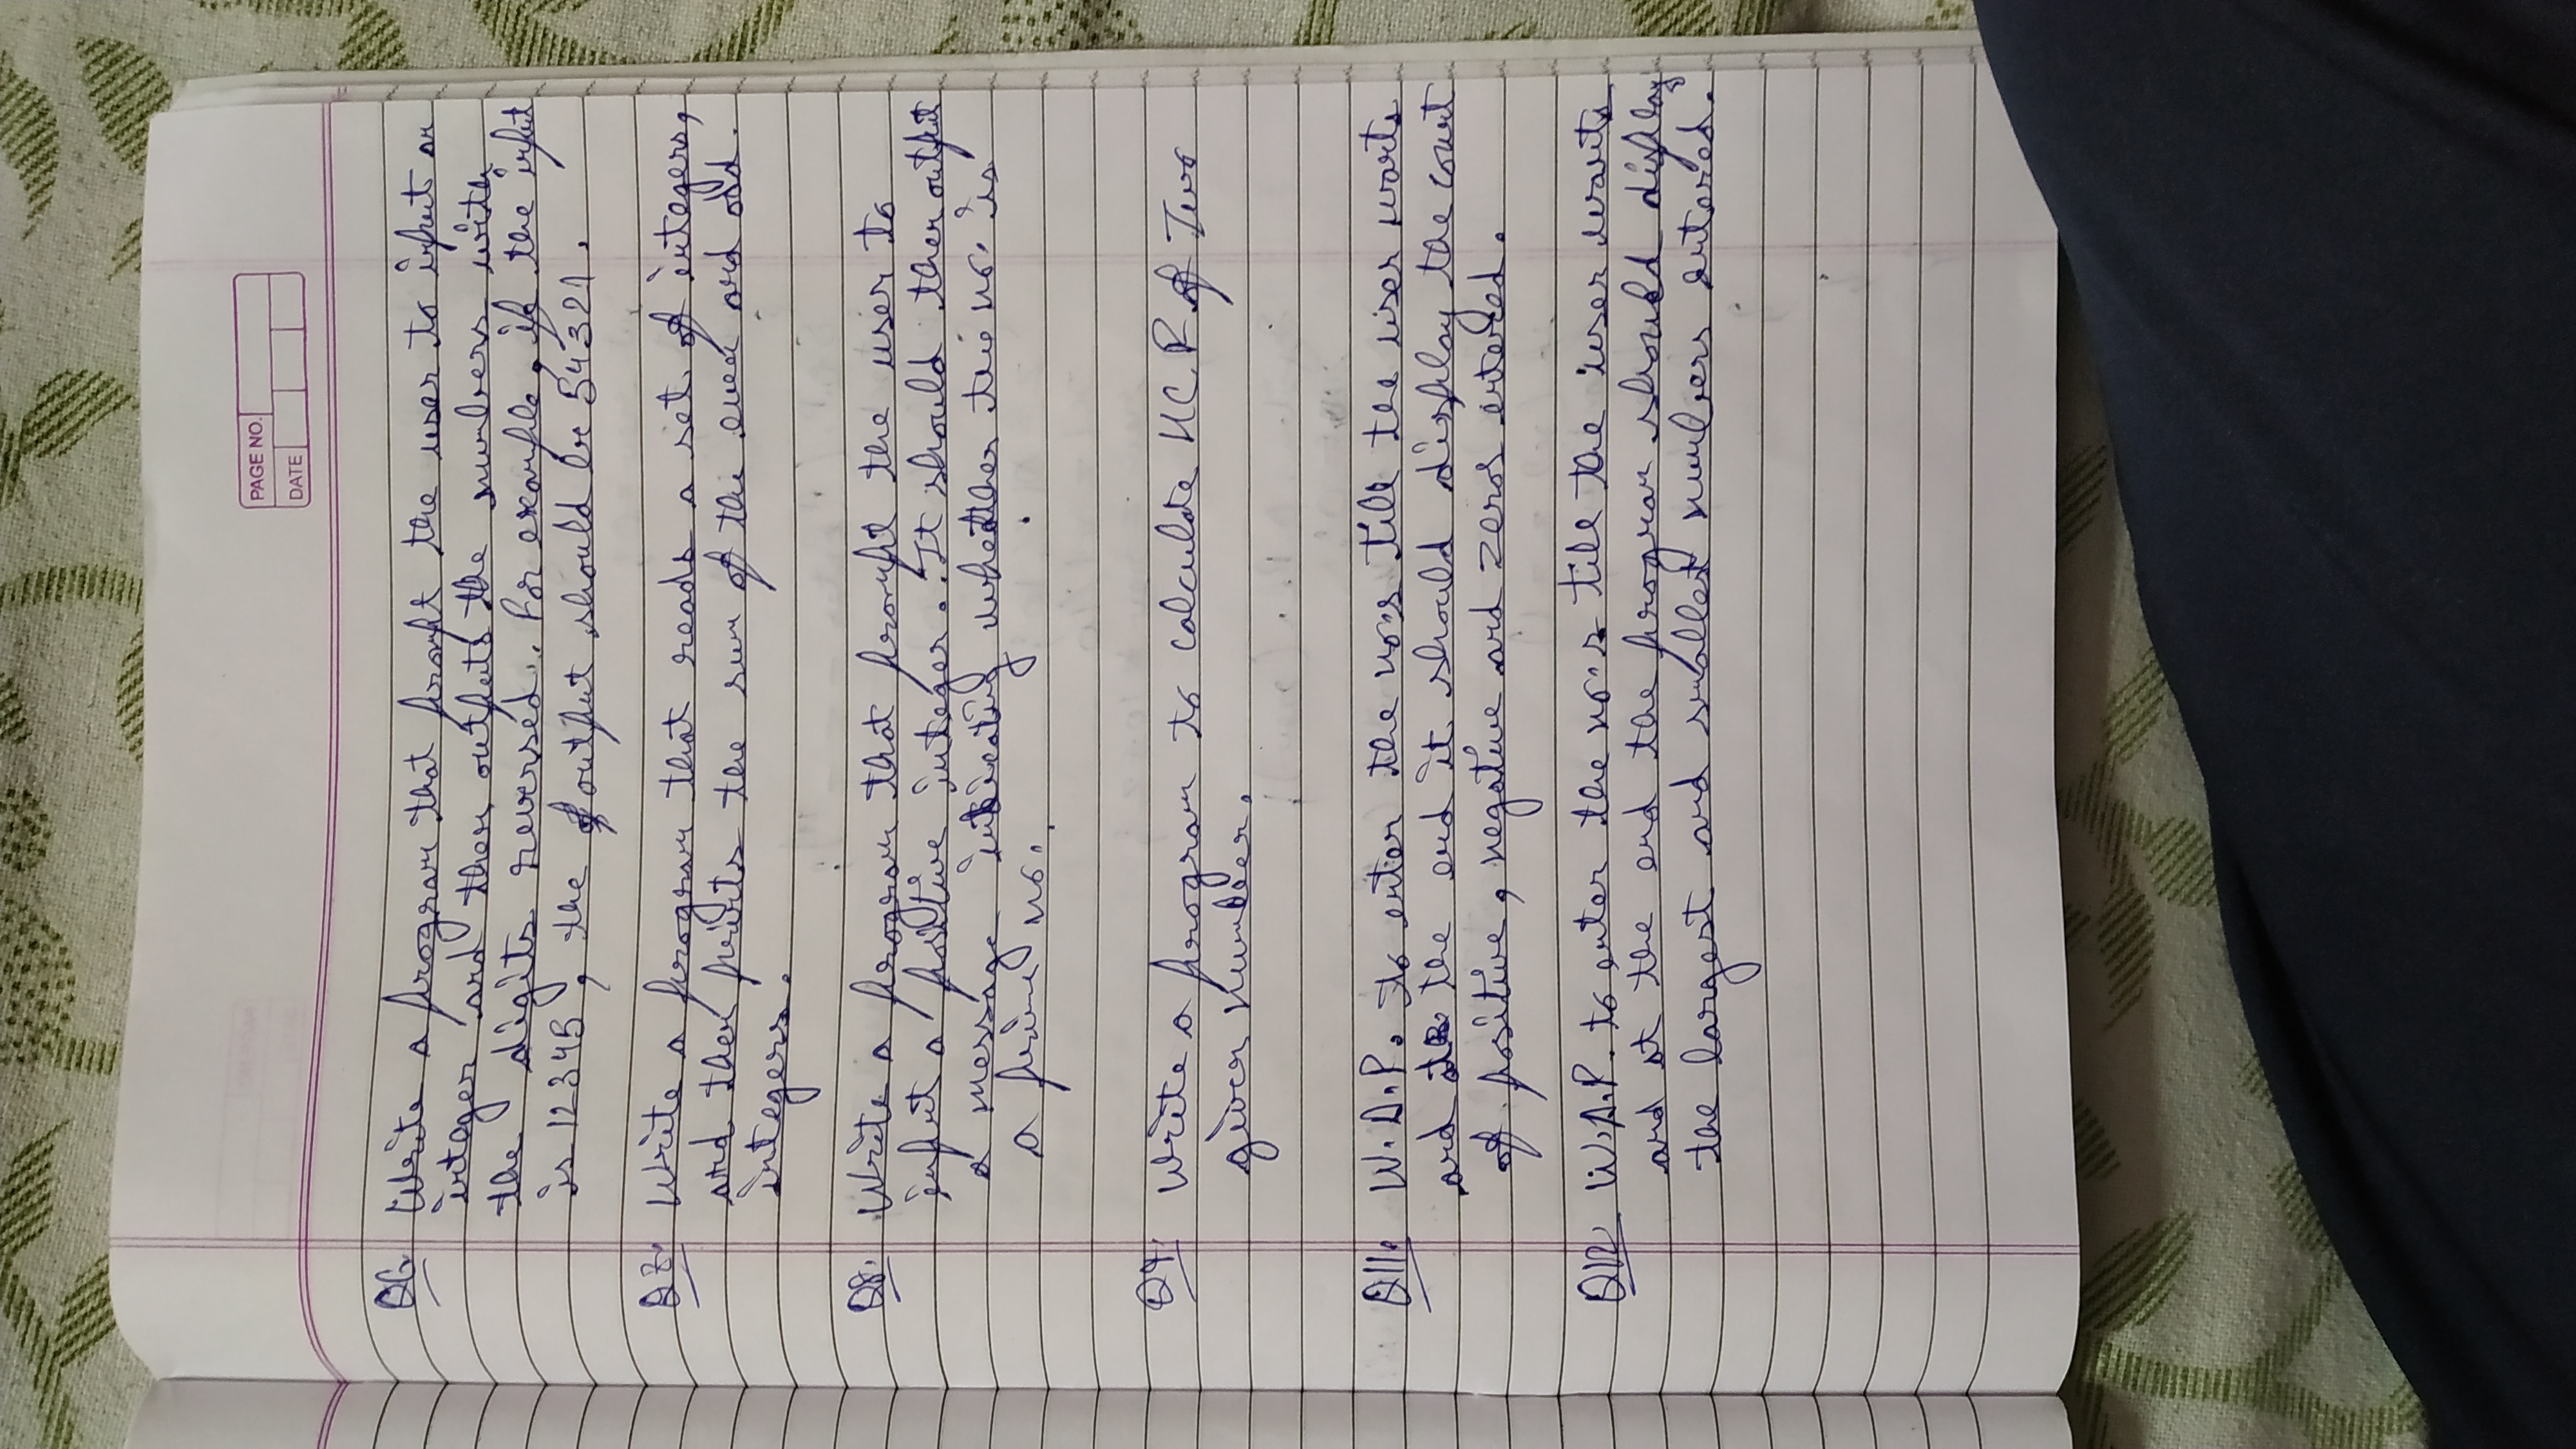 PAGE NO.
DATE
Q6 Write a program that prompt the user to input an
integer and then outputs the numbers with
the digits reversed. For example, if the input
is 12345, the output should be 54321.
Q7. Write a program that reads a set of integers,
and then prints the sum of the even and odd
integers.
Q8. Write a program that prompt the user to
input a positive integer. It should then output
a message indicating whether the no. is
a prime no.
Q9. Write a program to calculate HCF of Two
given number.
Q11. W.A.P. to enter the no.s till the user wants
and at the end it should display the count
of positive, negative and zeros entered.
Q12. W.A.P. to enter the no.s till the user wants
and at the end the program should display
the largest and smallest numbers entered.